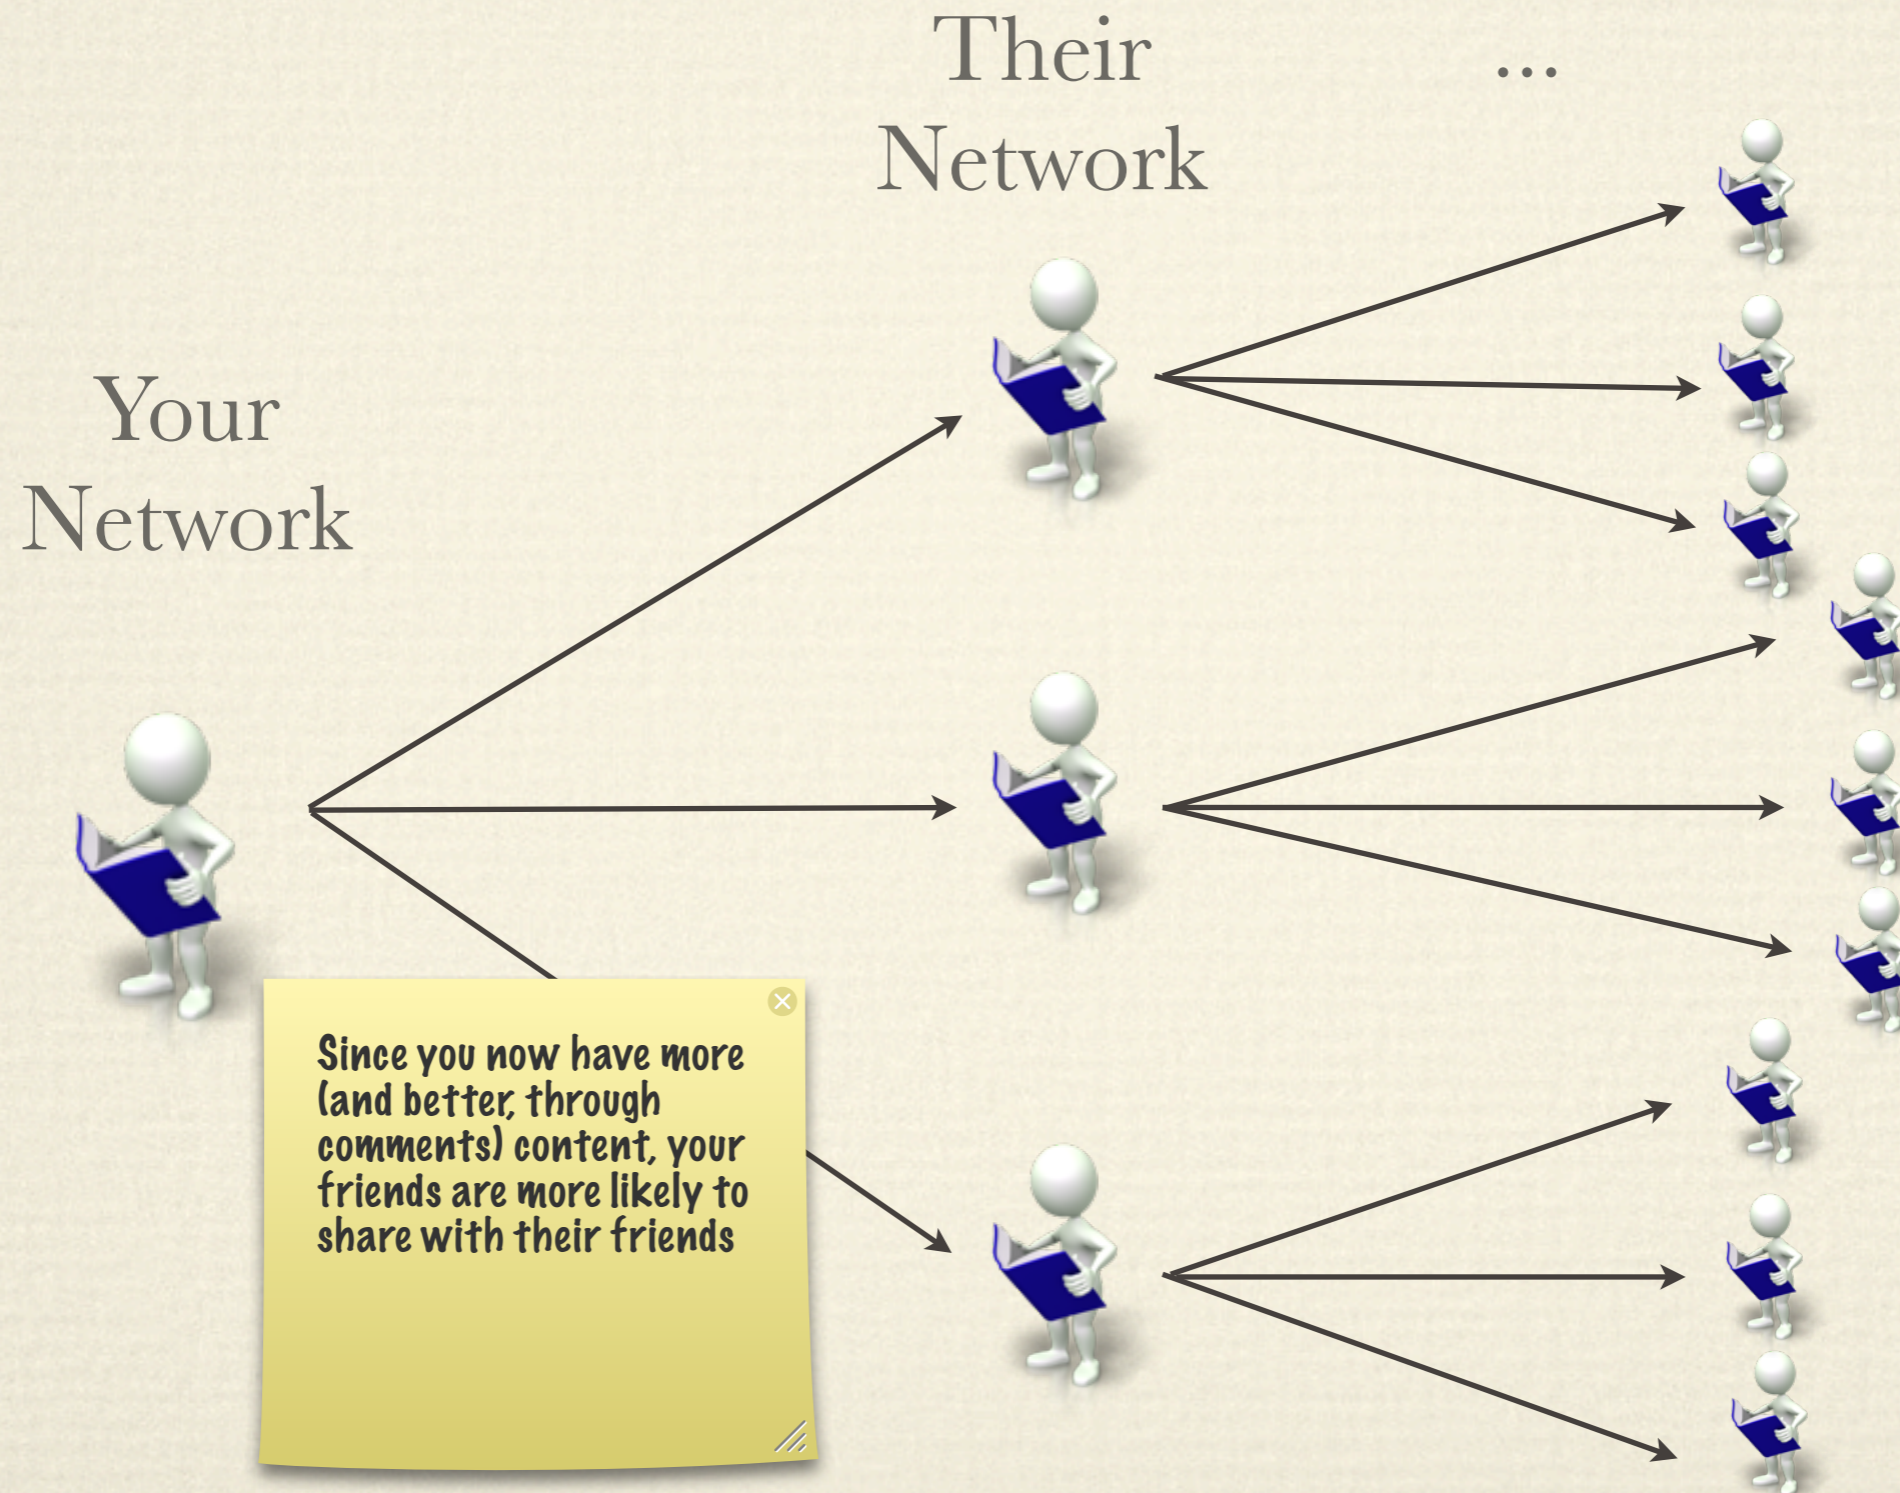 Their
Network
...
Your
Network
Since you now have more
(and better, through
comments) content, your
friends are more likely to
share with their friends